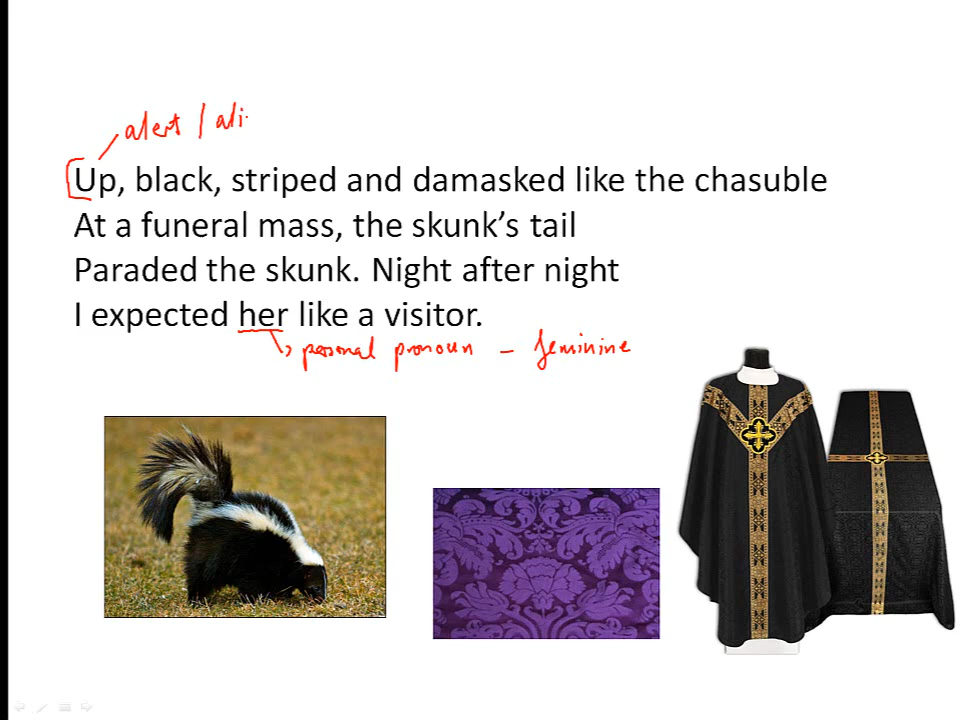 alert / ali
Up, black, striped and damasked like the chasuble
At a funeral mass, the skunk’s tail
Paraded the skunk. Night after night
I expected her like a visitor.
personal pronoun – feminine